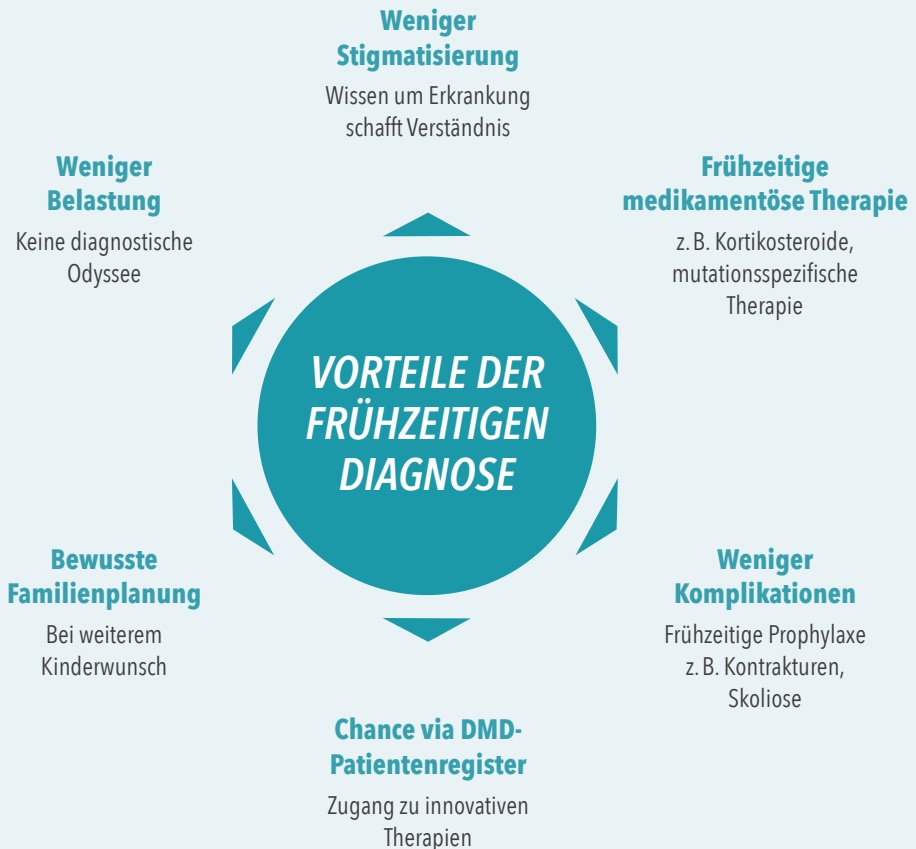 Weniger
Stigmatisierung
Wissen um Erkrankung
schafft Verständnis
Frühzeitige
medikamentöse Therapie
z. B. Kortikosteroide,
mutationsspezifische
Therapie
Weniger
Komplikationen
Frühzeitige Prophylaxe
z. B. Kontrakturen,
Skoliose
Chance via DMD-
Patientenregister
Zugang zu innovativen
Therapien
Bewusste
Familienplanung
Bei weiterem
Kinderwunsch
Weniger
Belastung
Keine diagnostische
Odyssee
VORTEILE DER
FRÜHZEITIGEN
DIAGNOSE